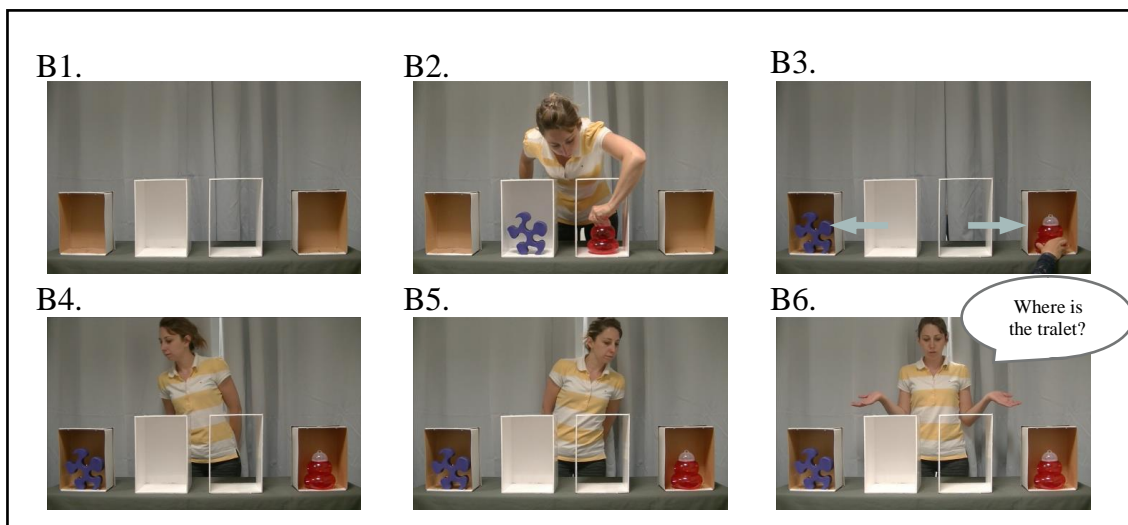 B1.
B2.
B3.
B4.
B5.
B6.
Where is
the tralet?